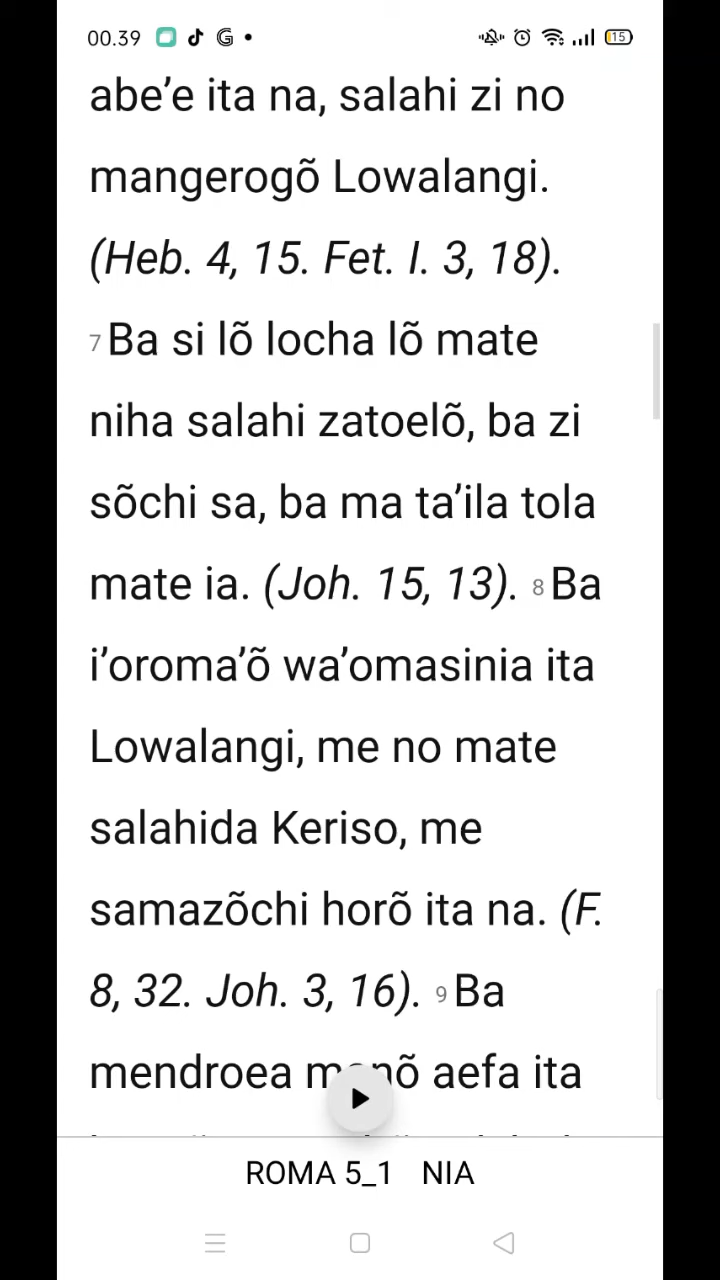 00.39
15
abe’e ita na, salahi zi no
mangerogõ Lowalangi.
(Heb. 4, 15. Fet. I. 3, 18).
7 Ba si lõ locha lõ mate
niha salahi zatoelõ, ba zi
sõchi sa, ba ma ta’ila tola
mate ia. (Joh. 15, 13). 8 Ba
i’oroma’õ wa’omasinia ita
Lowalangi, me no mate
salahida Keriso, me
samazõchi horõ ita na. (F.
8, 32. Joh. 3, 16). 9 Ba
mendroea aefa ita
ROMA 5_1 NIA